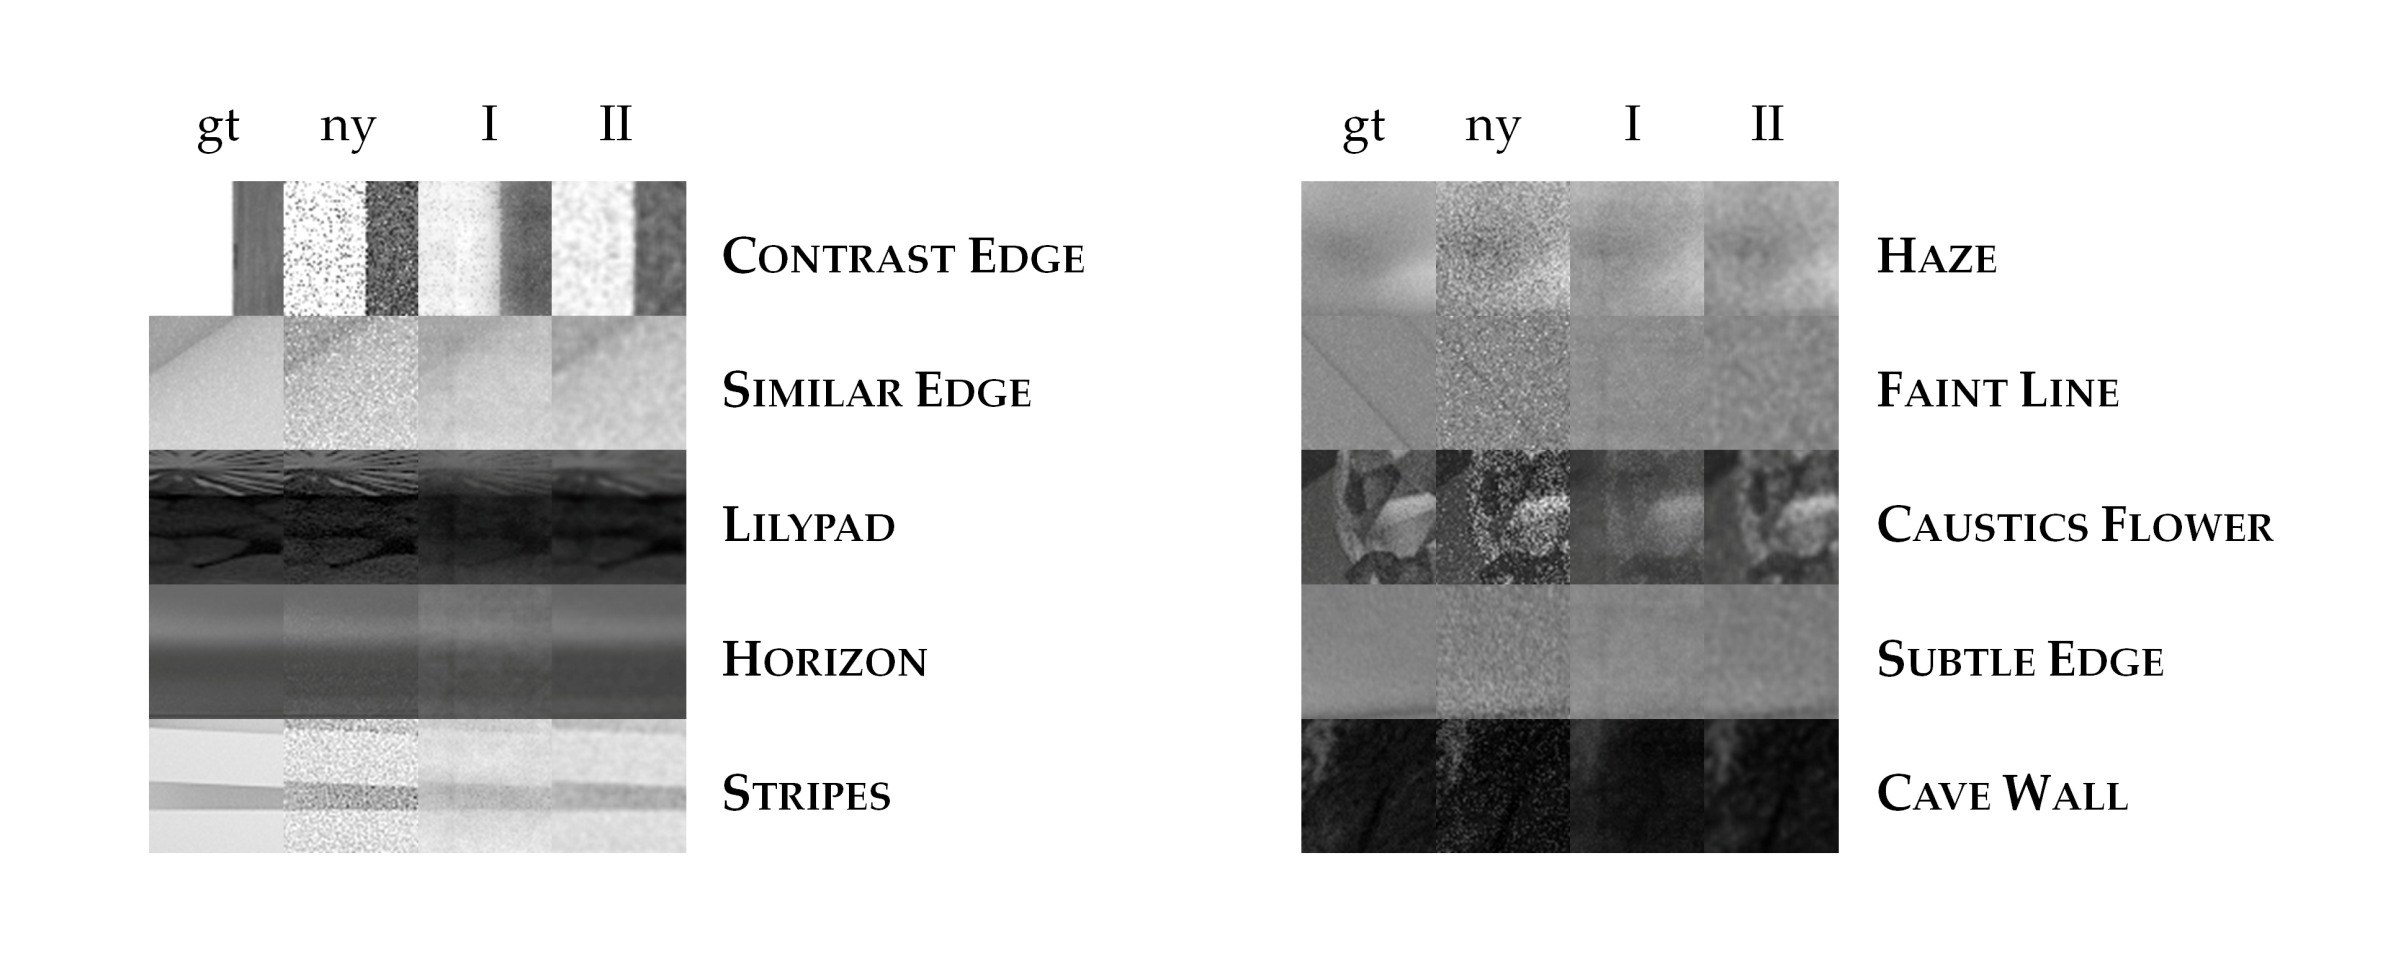 gt ny I II
CONTRAST EDGE
SIMILAR EDGE
LILYPAD
HORIZON
STRIPES
gt ny I II
HAZE
FAINT LINE
CAUSTICS FLOWER
SUBTLE EDGE
CAVE WALL